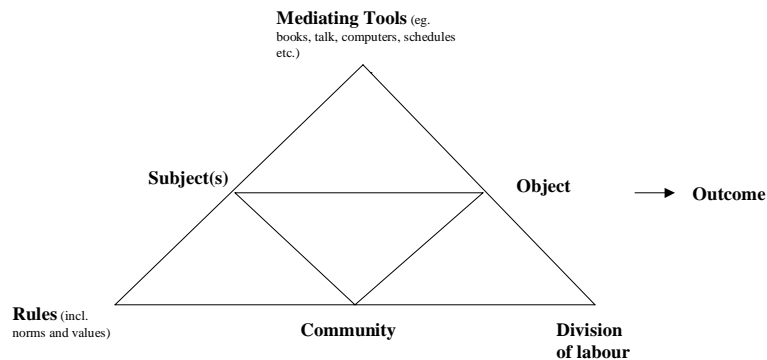 Mediating Tools (eg.
books, talk, computers, schedules
etc.)
Subject(s)
Object
Outcome
Rules (incl.
norms and values)
Community
Division
of labour